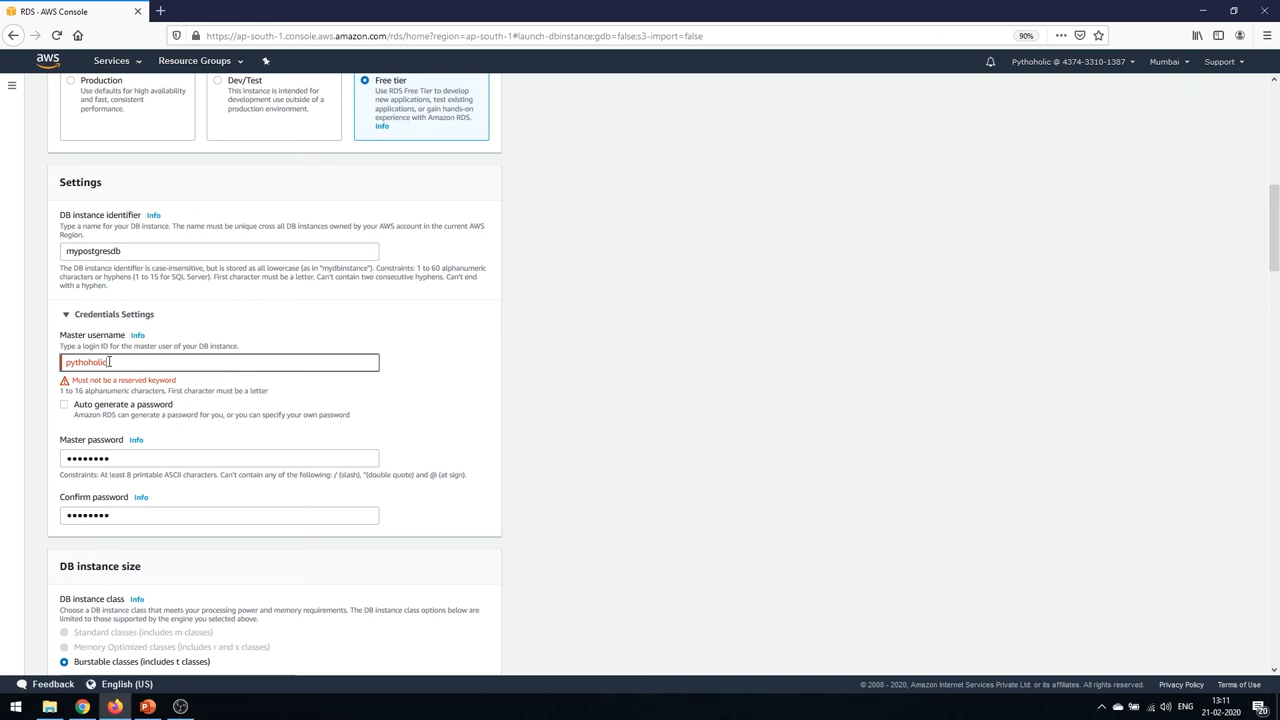 RDS · AWS Console
https://ap-south-1.console.aws.amazon.com/rds/home?region=ap-south-1#launch-dbinstance:gdb=false:s3-import=false
90%
aws
Services
Resource Groups
Pythoholic @ 4374-3310-1387
Mumbai
Support
Production
Use defaults for high availability
and fast, consistent
performance.
Dev/Test
This instance is intended for
development use outside of a
production environment.
Free tier
Use RDS Free Tier to develop
new applications, test existing
applications, or gain hands-on
experience with Amazon RDS.
Info
Settings
DB instance identifier Info
Type a name for your DB instance. The name must be unique cross all DB instances owned by your AWS account in the current AWS
Region.
mypostgresdb
The DB instance identifier is case-insensitive, but is stored as all lowercase (as in "mydbinstance"). Constraints: 1 to 60 alphanumeric
characters or hyphens (1 to 15 for SQL Server). First character must be a letter. Can't contain two consecutive hyphens. Can't end
with a hyphen.
Credentials Settings
Master username Info
Type a login ID for the master user of your DB instance.
pythoholic
Must not be a reserved keyword
1 to 16 alphanumeric characters. First character must be a letter
Auto generate a password
Amazon RDS can generate a password for you, or you can specify your own password
Master password Info
••••••••
Constraints: At least 8 printable ASCII characters. Can't contain any of the following: / (slash), "(double quote) and @ (at sign).
Confirm password Info
••••••••
DB instance size
DB instance class Info
Choose a DB instance class that meets your processing power and memory requirements. The DB instance class options below are
limited to those supported by the engine you selected above.
Standard classes (includes m classes)
Memory Optimized classes (includes r and x classes)
Burstable classes (includes t classes)
Feedback
English (US)
© 2008 - 2020, Amazon Internet Services Private Ltd. or its affiliates. All rights reserved.
Privacy Policy
Terms of Use
ENG
13:11
21-02-2020
20